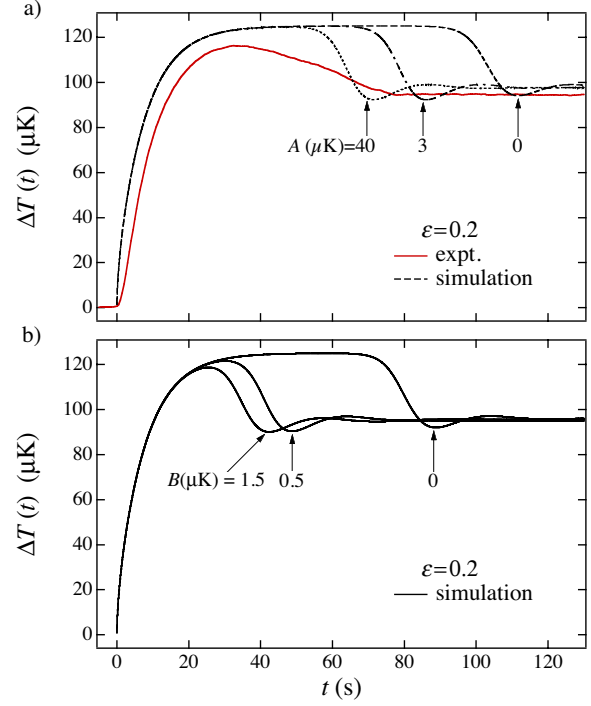 a)
120
100
80
60
40
20
0
ΔT (t) (μK)
A (μK)=40 3 0
ε=0.2
expt.
simulation
b)
120
100
80
60
40
20
0
ΔT (t) (μK)
B(μK) = 1.5 0.5 0
ε=0.2
simulation
0 20 40 60 80 100 120
t (s)